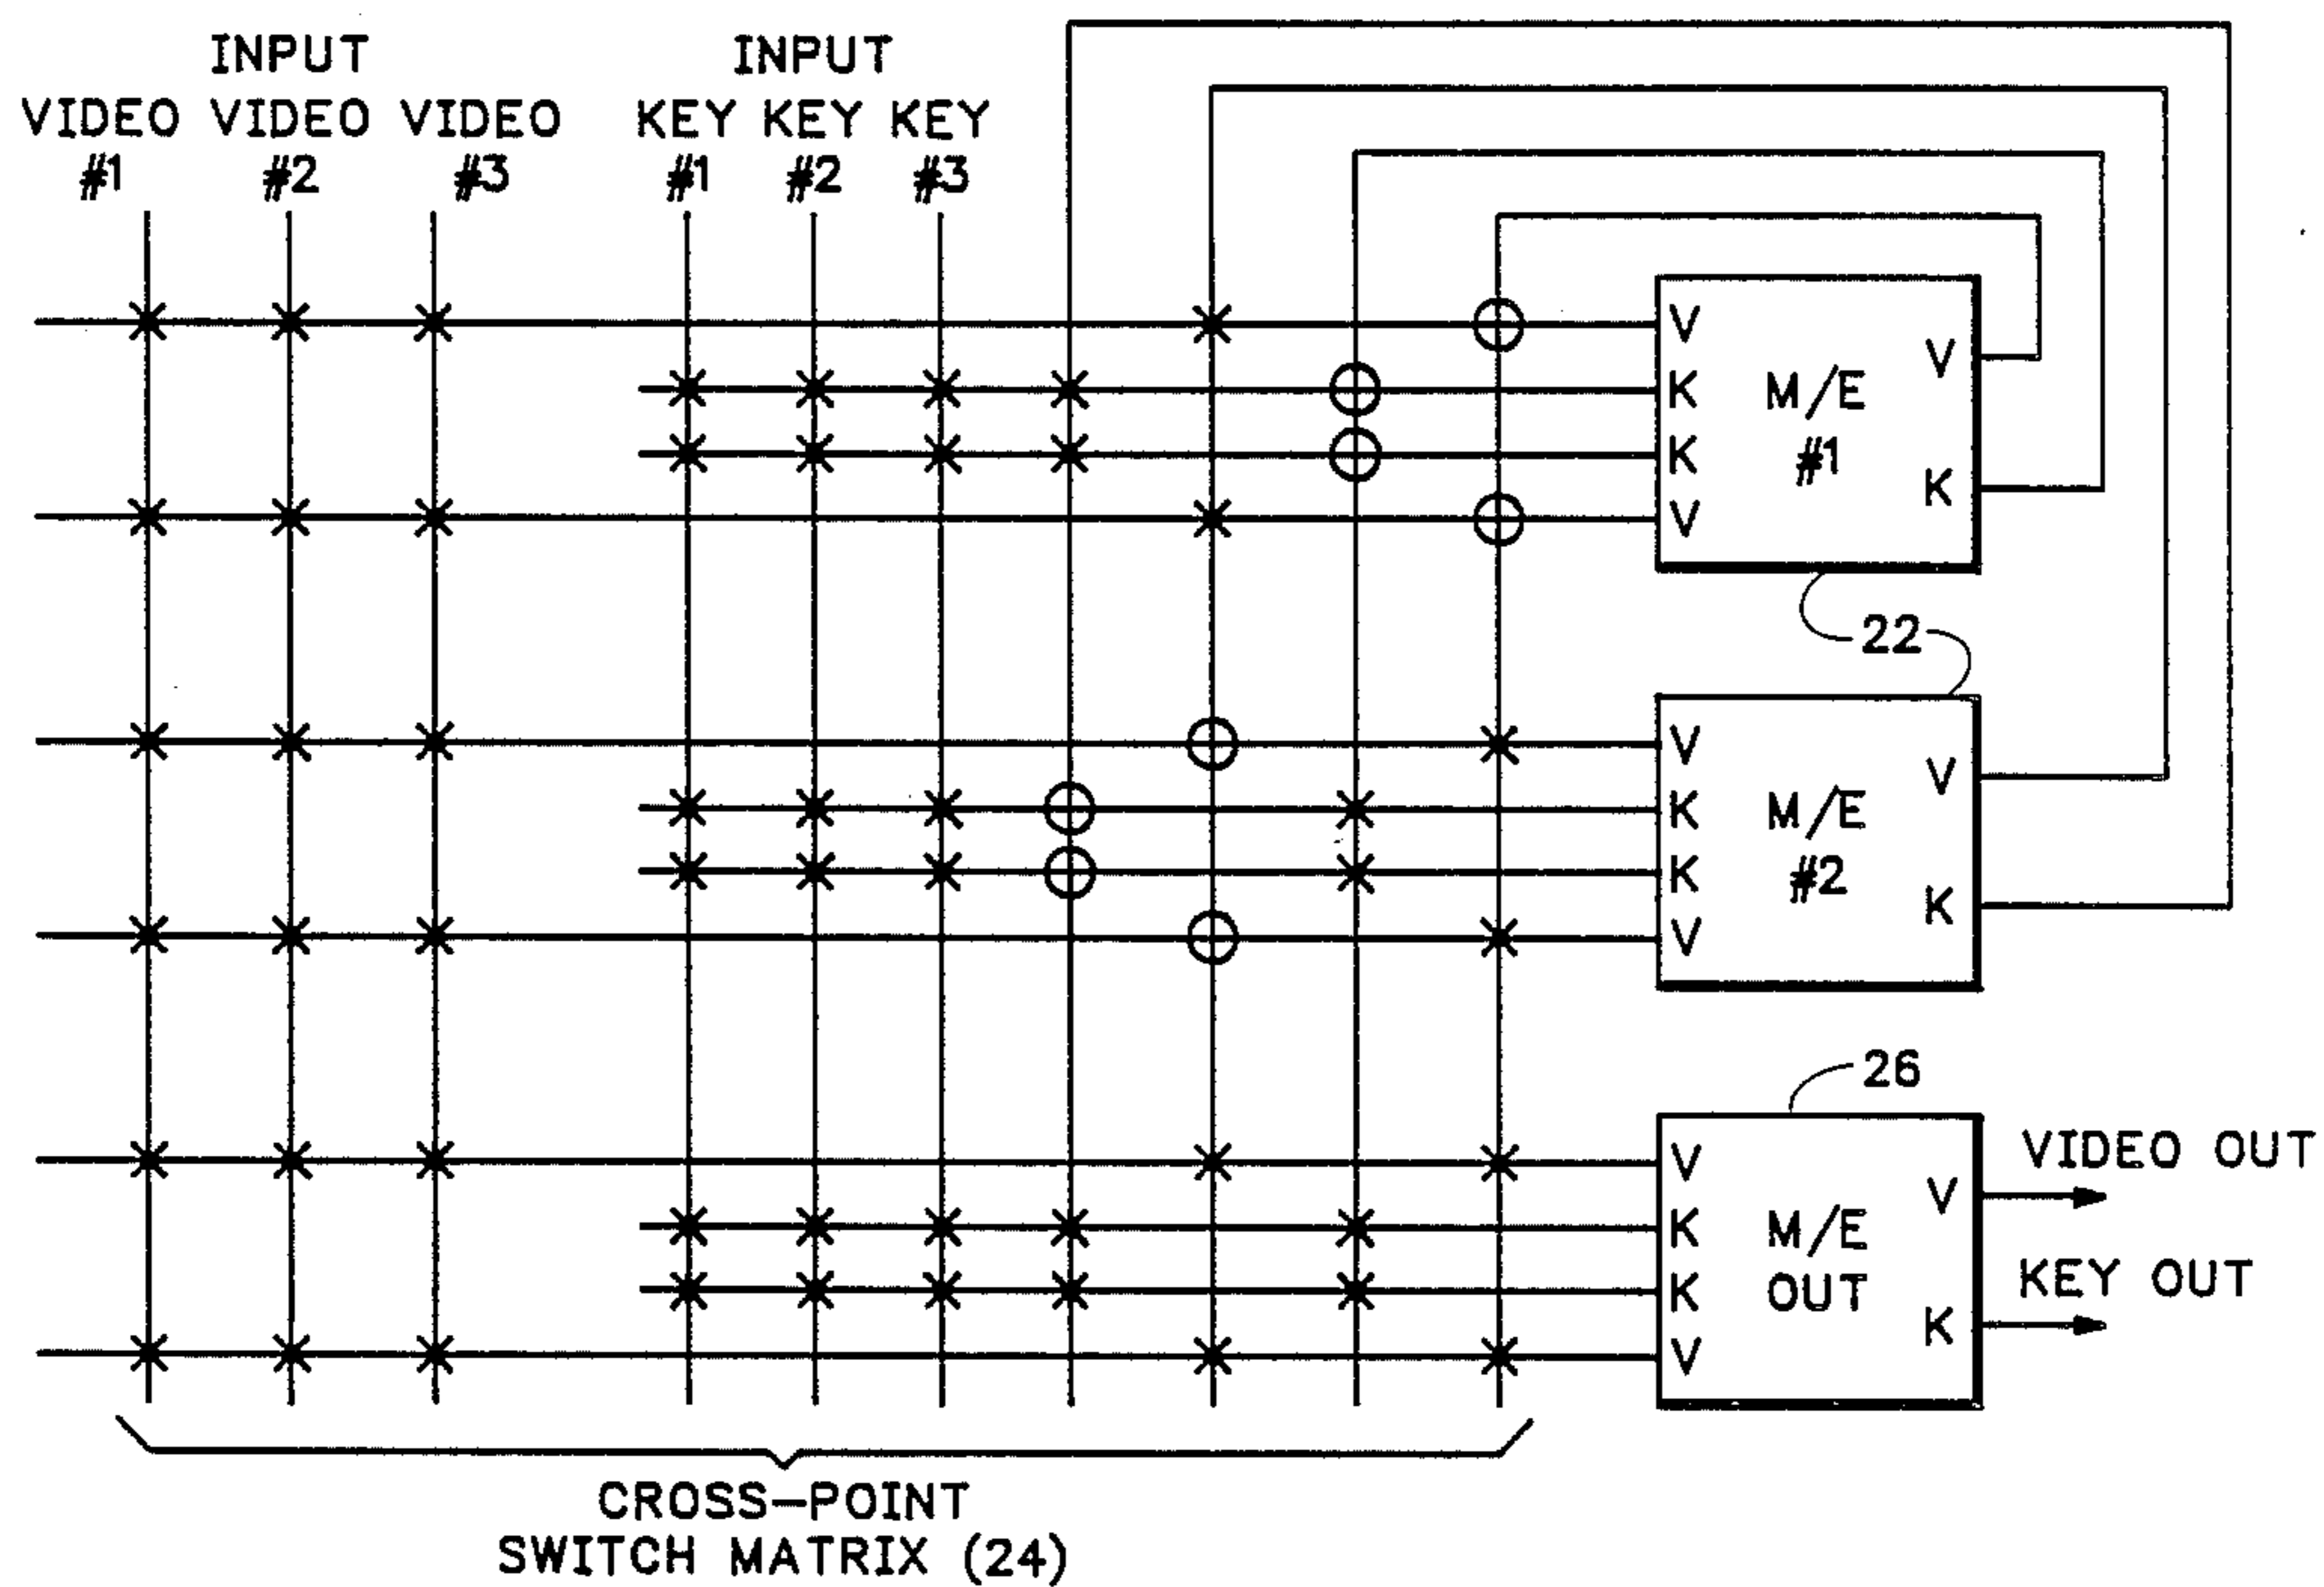 INPUT
VIDEO VIDEO VIDEO
#1 #2 #3
INPUT
KEY KEY KEY
#1 #2 #3
V
K
K
V
M/E
#1
V
K
22
V
K
K
V
M/E
#2
V
K
26
V
K
K
V
M/E
OUT
V
K
VIDEO OUT
KEY OUT
CROSS-POINT
SWITCH MATRIX (24)